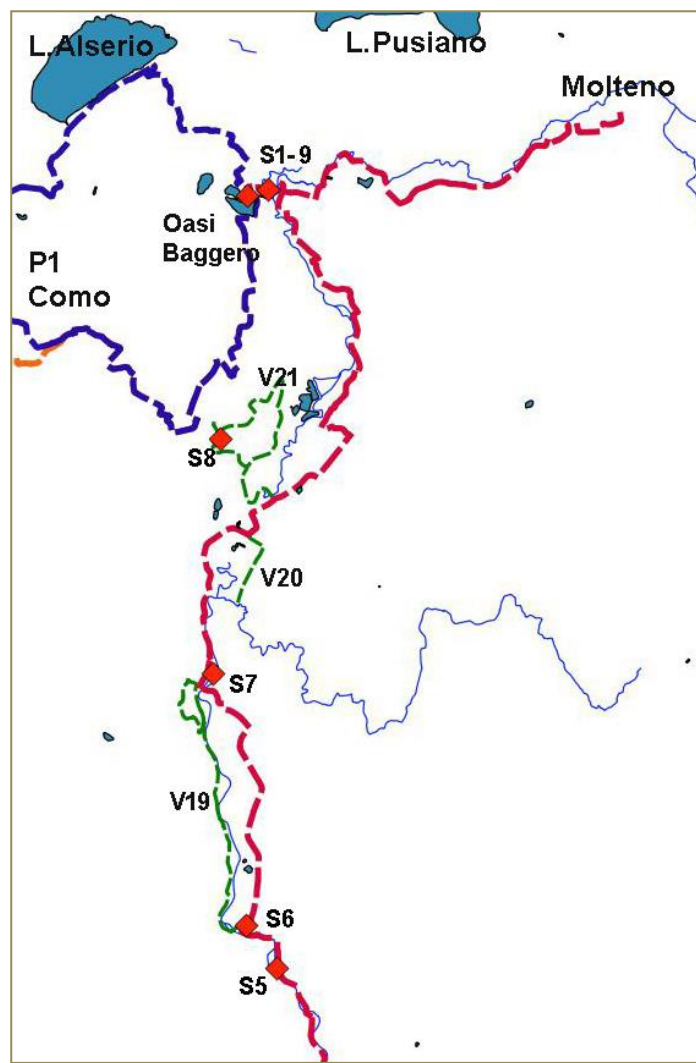 L.Alserio
L.Pusiano
Molteno
S1-9
Oasi
Baggero
P1
Como
V21
S8
V20
S7
V19
S6
S5